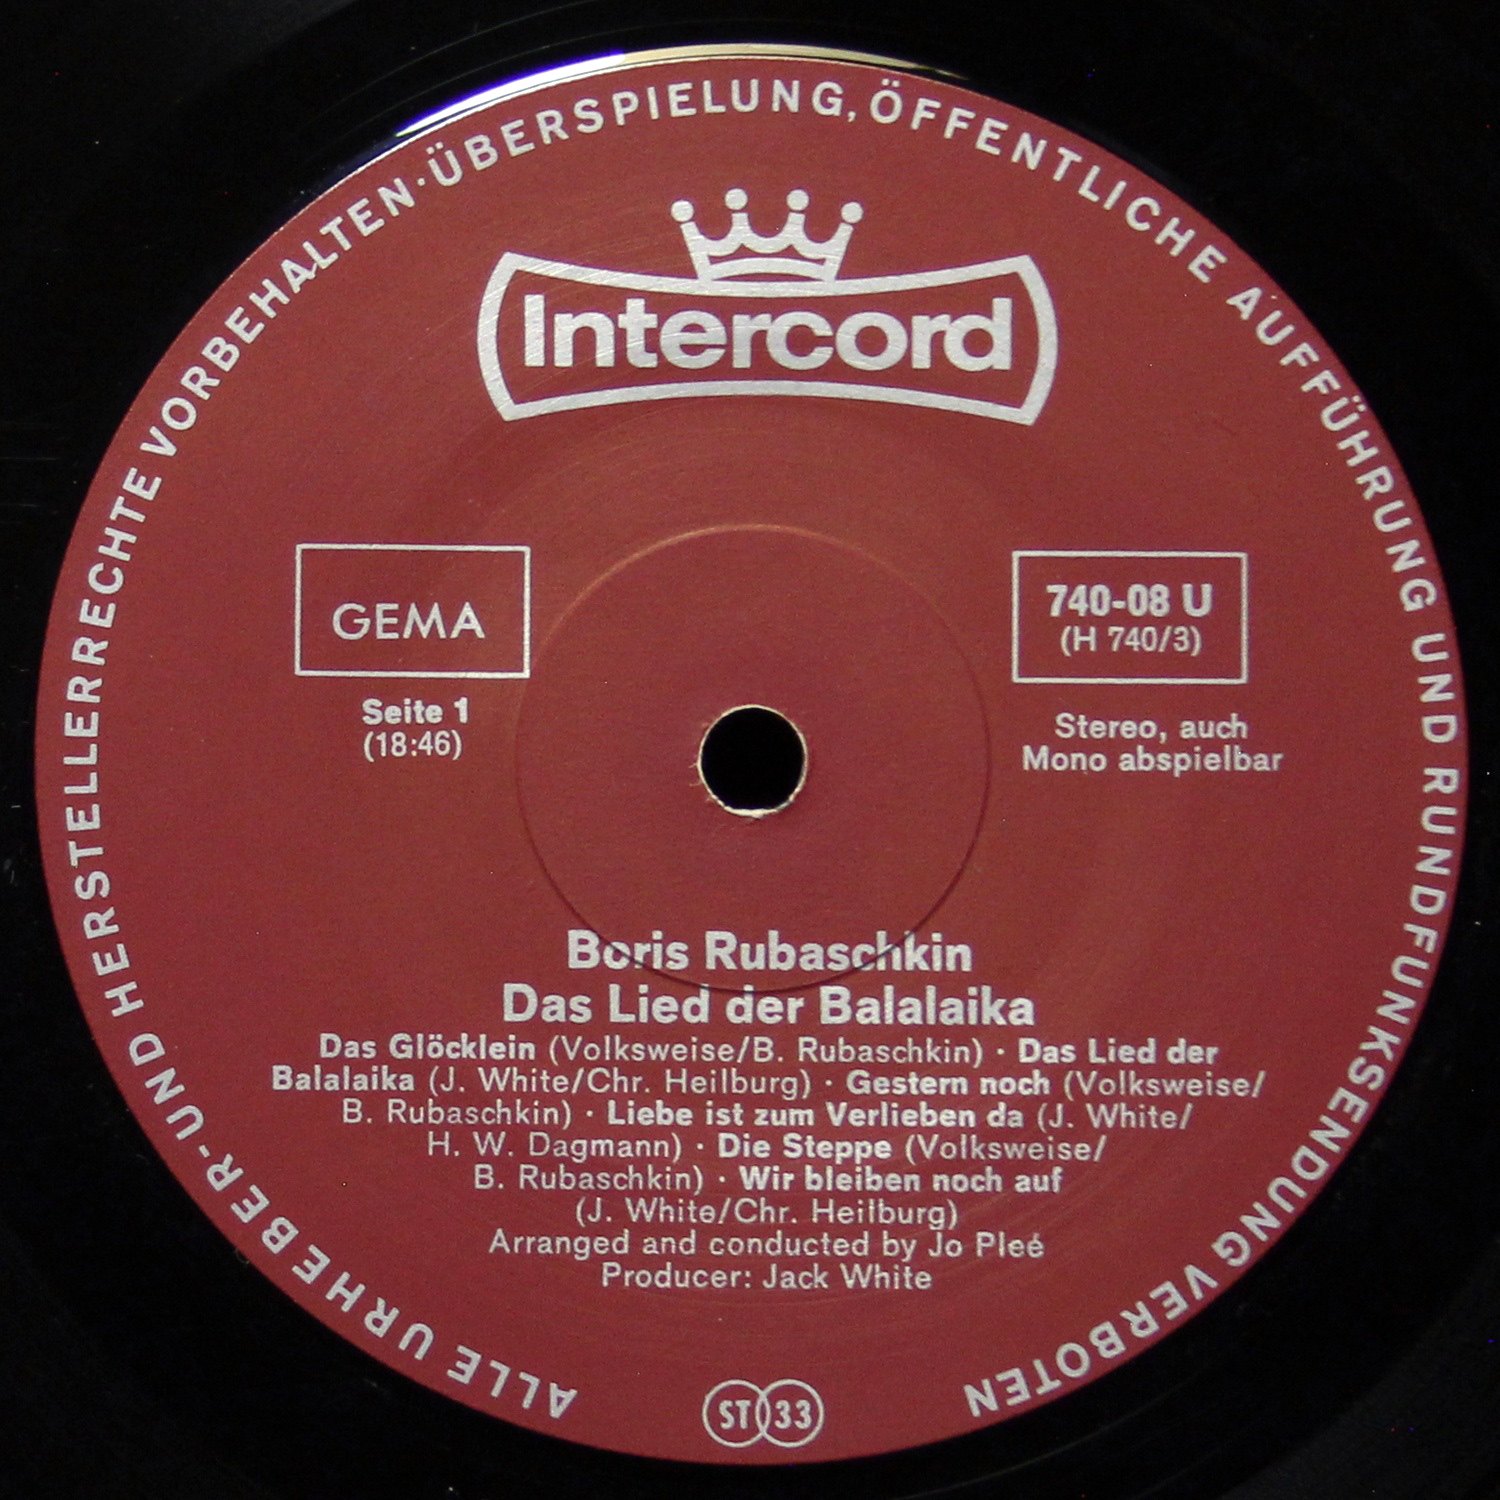 ALLE URHEBER- UND HERSTELLERRECHTE VORBEHALTEN · ÜBERSPIELUNG, ÖFFENTLICHE AUFFÜHRUNG UND RUNDFUNKSENDUNG VERBOTEN
Intercord
GEMA
Seite 1
(18:46)
740-08 U
(H 740/3)
Stereo, auch
Mono abspielbar
Boris Rubaschkin
Das Lied der Balalaika
Das Glöcklein (Volksweise/B. Rubaschkin) · Das Lied der
Balalaika (J. White/Chr. Heilburg) · Gestern noch (Volksweise/
B. Rubaschkin) · Liebe ist zum Verlieben da (J. White/
H. W. Dagmann) · Die Steppe (Volksweise/
B. Rubaschkin) · Wir bleiben noch auf
(J. White/Chr. Heilburg)
Arranged and conducted by Jo Pleé
Producer: Jack White
ST 33